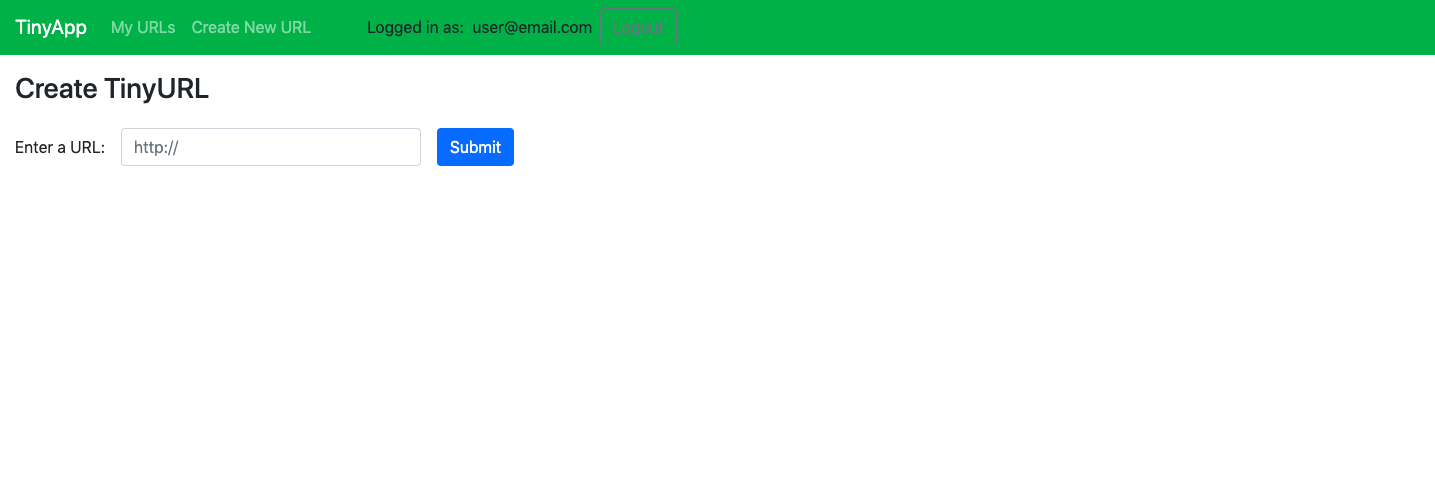 TinyApp My URLs Create New URL Logged in as: user@email.com Logout
Create TinyURL
Enter a URL: http:// Submit